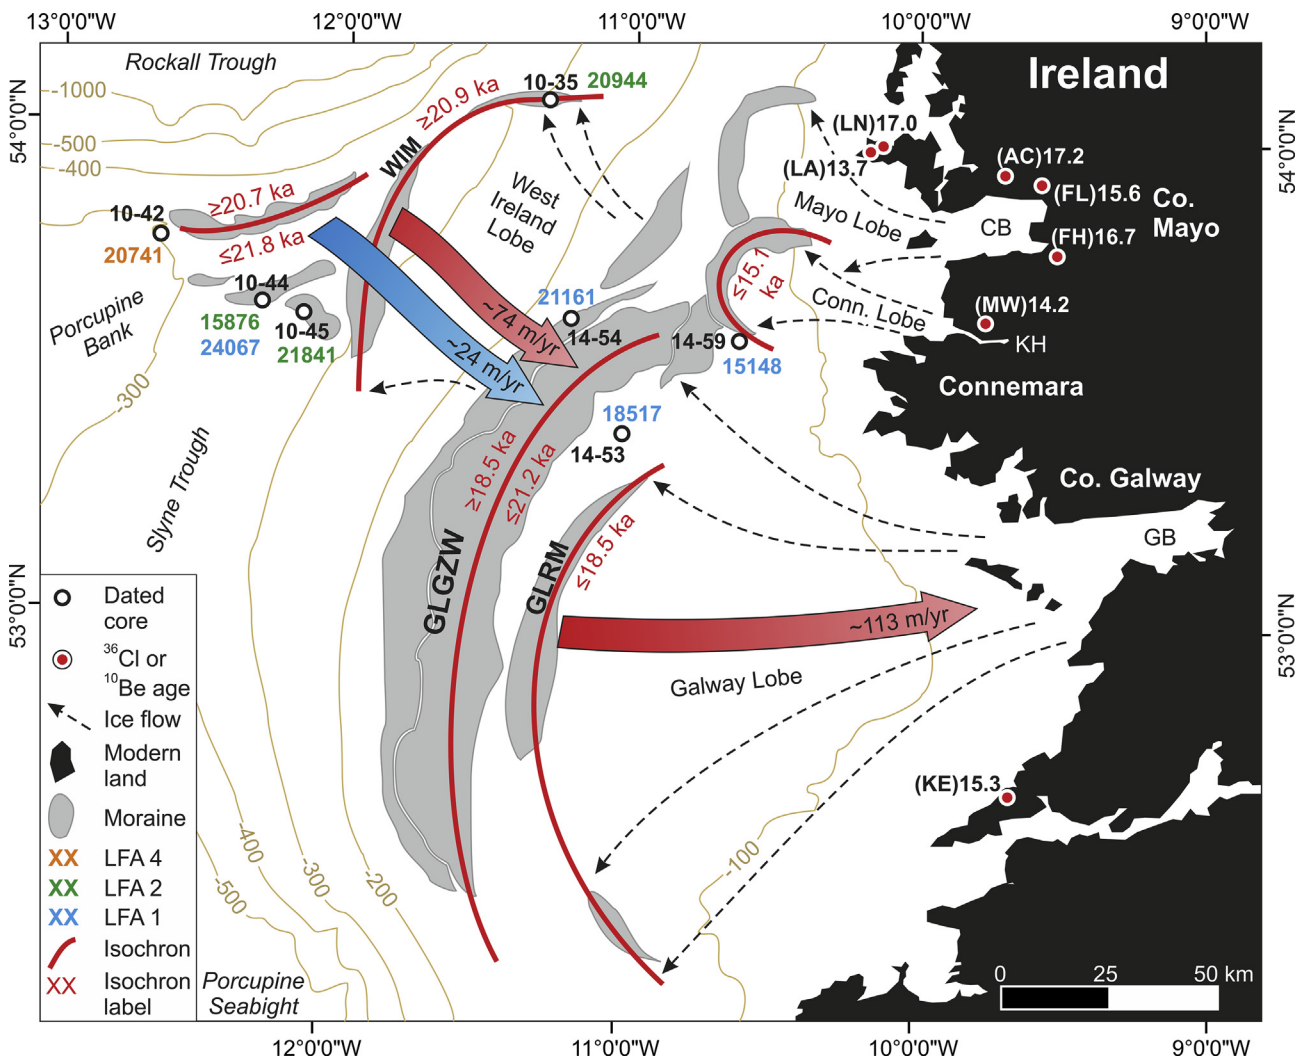 13°0'0"W
12°0'0"W
11°0'0"W
10°0'0"W
9°0'0"W
54°0'0"N
53°0'0"N
54°0'0"N
53°0'0"N
Rockall Trough
-1000
-500
-400
≥20.9 ka
10-35
20944
Ireland
(LN)17.0
(LA)13.7
(AC)17.2
(FL)15.6
Co.
Mayo
WIM
West
Ireland
Lobe
Mayo Lobe
CB
(FH)16.7
≥20.7 ka
≤21.8 ka
10-42
20741
10-44
15876
24067
10-45
21841
Porcupine
Bank
-300
~74 m/yr
~24 m/yr
21161
14-54
≤15.1
ka
14-59
15148
Conn. Lobe
(MW)14.2
KH
Connemara
18517
14-53
≥18.5 ka
≤21.2 ka
Co. Galway
GB
Slyne Trough
GLGZW
GLRM
≤18.5 ka
~113 m/yr
Galway Lobe
(KE)15.3
-100
-400
-500
-300
-200
Porcupine
Seabight
Dated
core
³⁶Cl or
¹⁰Be age
Ice flow
Modern
land
Moraine
XX LFA 4
XX LFA 2
XX LFA 1
Isochron
XX Isochron
label
0 25 50 km
12°0'0"W
11°0'0"W
10°0'0"W
9°0'0"W